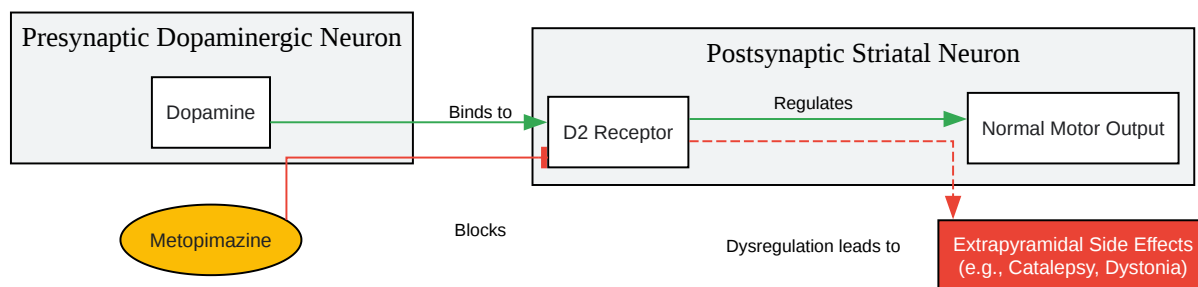 Presynaptic Dopaminergic Neuron
Postsynaptic Striatal Neuron
Dopamine
Binds to
D2 Receptor
Regulates
Normal Motor Output
Metopimazine
Blocks
Dysregulation leads to
Extrapyramidal Side Effects
(e.g., Catalepsy, Dystonia)